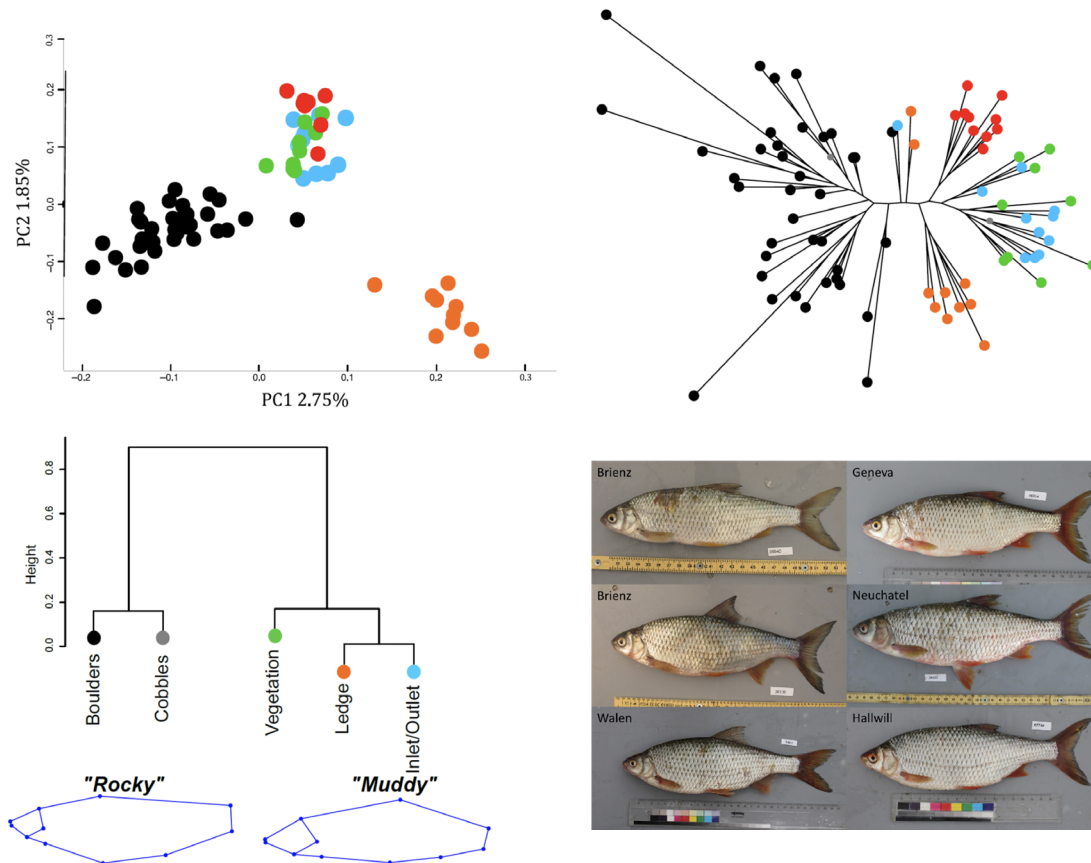 0.3
0.2
0.1
0.0
-0.1
-0.2
PC2 1.85%
-0.2
-0.1
0.0
0.1
0.2
0.3
PC1 2.75%
0.8
0.6
0.4
0.2
0.0
Height
Boulders
Cobbles
Vegetation
Ledge
Inlet/Outlet
"Rocky"
"Muddy"
Brienz
Geneva
Brienz
Neuchatel
Walen
Hallwill